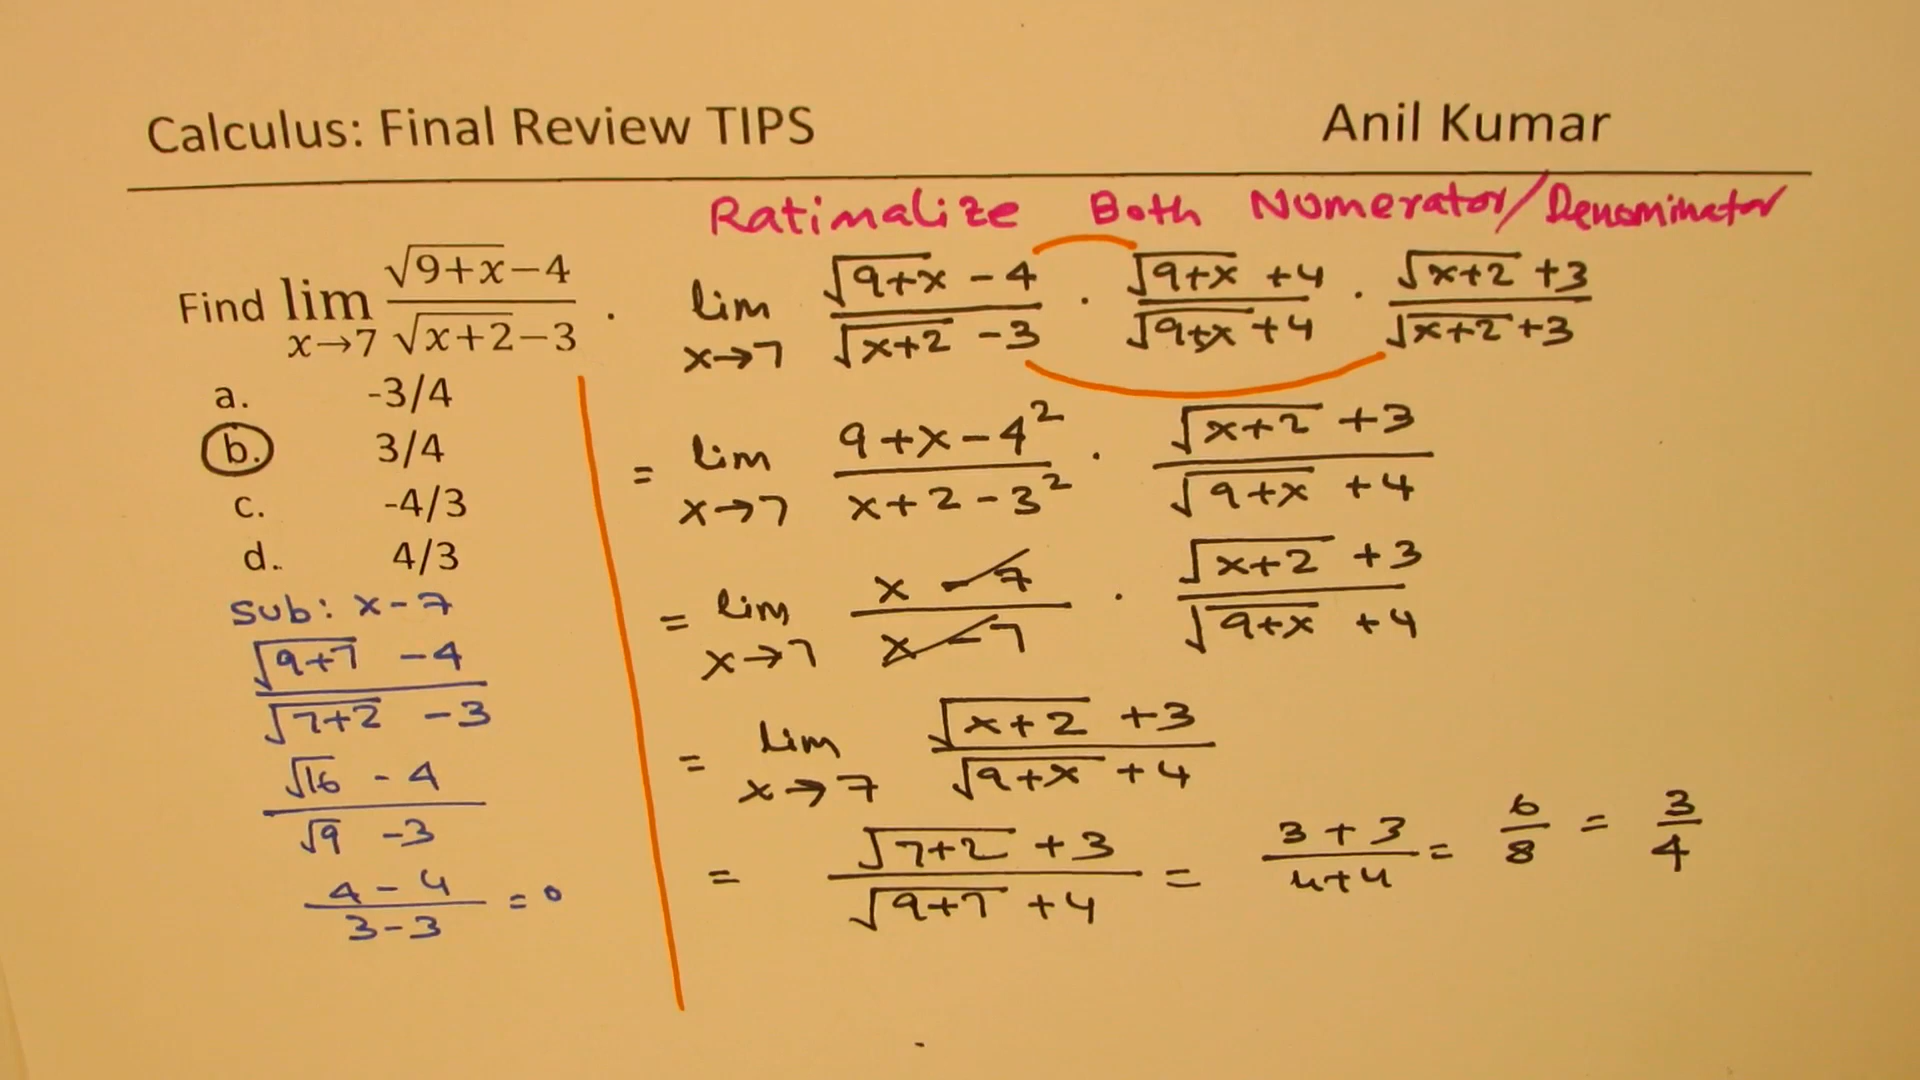 Calculus: Final Review TIPS Anil Kumar
Ratimalize Both Numerator/Denominator
Find lim x→7 √(9+x)−4 / √(x+2)−3 .
a. -3/4
b. 3/4
c. -4/3
d. 4/3
Sub: x - 7
√(9+7) - 4 / √(7+2) - 3
√16 - 4 / √9 - 3
4 - 4 / 3 - 3 = 0
lim x→7 √(9+x) - 4 / √(x+2) - 3 · √(9+x) + 4 / √(9+x) + 4 · √(x+2) + 3 / √(x+2) + 3
= lim x→7 9+x-4² / x+2-3² · √(x+2) + 3 / √(9+x) + 4
= lim x→7 x - 7 / x - 7 · √(x+2) + 3 / √(9+x) + 4
= lim x→7 √(x+2) + 3 / √(9+x) + 4
= √(7+2) + 3 / √(9+7) + 4 = 3 + 3 / 4+4 = 6/8 = 3/4